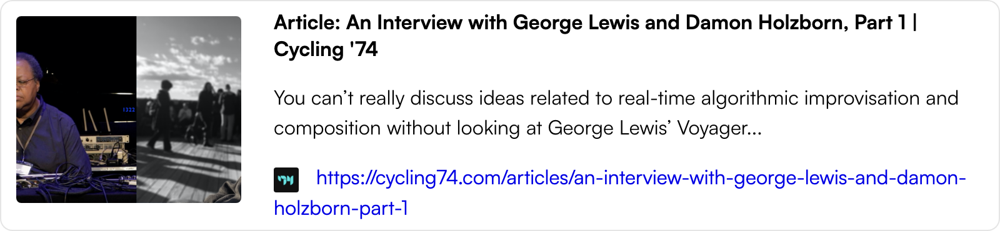 Article: An Interview with George Lewis and Damon Holzborn, Part 1 |
Cycling '74
You can’t really discuss ideas related to real-time algorithmic improvisation and
composition without looking at George Lewis’ Voyager...
1322
'74
https://cycling74.com/articles/an-interview-with-george-lewis-and-damon-
holzborn-part-1